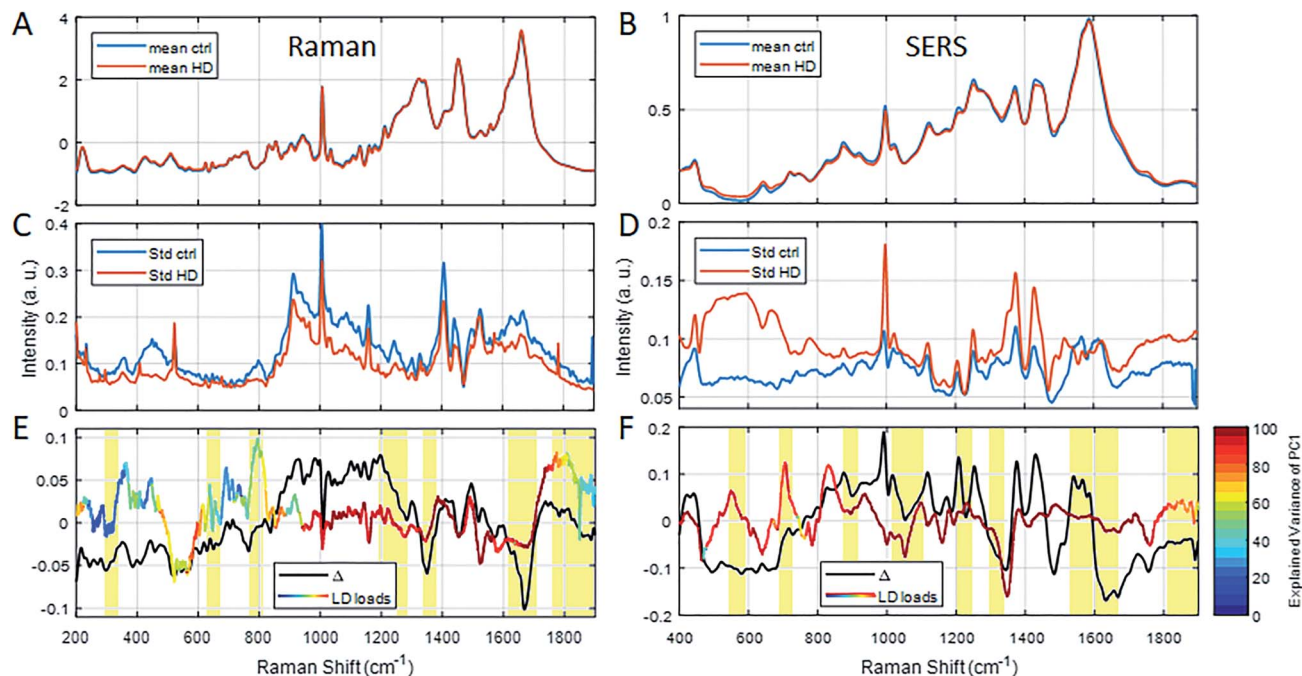 A
Raman
mean ctrl
mean HD
4
2
0
-2
B
SERS
mean ctrl
mean HD
1
0.5
0
C
Std ctrl
Std HD
0.4
0.3
0.2
0.1
0
Intensity (a. u.)
D
Std ctrl
Std HD
0.2
0.15
0.1
0.05
Intensity (a. u.)
E
0.1
0.05
0
-0.05
-0.1
Δ
LD loads
200 400 600 800 1000 1200 1400 1600 1800
Raman Shift (cm⁻¹)
F
0.2
0.1
0
-0.1
-0.2
Δ
LD loads
400 600 800 1000 1200 1400 1600 1800
Raman Shift (cm⁻¹)
100
80
60
40
20
0
Explained Variance of PC1